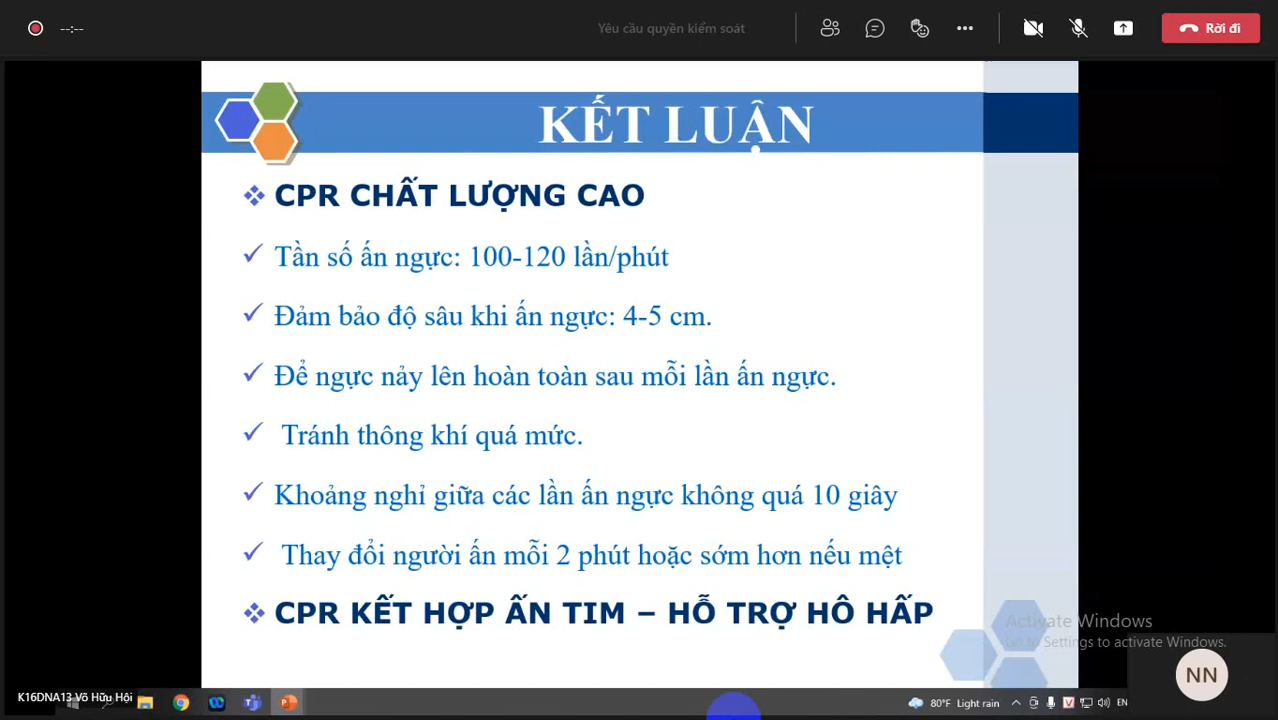 --:--
Yêu cầu quyền kiểm soát
Rời đi
KẾT LUẬN
CPR CHẤT LƯỢNG CAO
Tần số ấn ngực: 100-120 lần/phút
Đảm bảo độ sâu khi ấn ngực: 4-5 cm.
Để ngực nảy lên hoàn toàn sau mỗi lần ấn ngực.
Tránh thông khí quá mức.
Khoảng nghỉ giữa các lần ấn ngực không quá 10 giây
Thay đổi người ấn mỗi 2 phút hoặc sớm hơn nếu mệt
CPR KẾT HỢP ẤN TIM – HỖ TRỢ HÔ HẤP
Activate Windows
Go to Settings to activate Windows.
NN
K16DNA13 Võ Hữu Hội
80°F Light rain
ENG